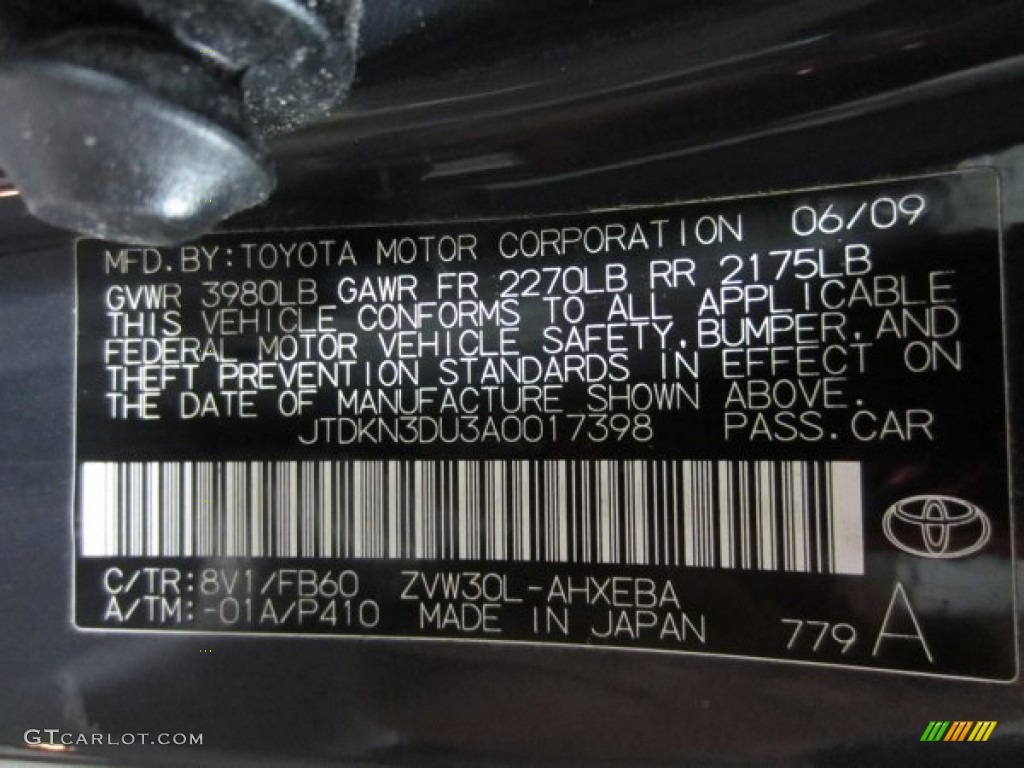 MFD.BY:TOYOTA MOTOR CORPORATION 06/09
GVWR 3980LB GAWR FR 2270LB RR 2175LB
THIS VEHICLE CONFORMS TO ALL APPLICABLE
FEDERAL MOTOR VEHICLE SAFETY,BUMPER,AND
THEFT PREVENTION STANDARDS IN EFFECT ON
THE DATE OF MANUFACTURE SHOWN ABOVE.
JTDKN3DU3A0017398 PASS.CAR
C/TR:8V1/FB60 ZVW30L-AHXEBA
A/TM:-01A/P410 MADE IN JAPAN 779 A
GTCARLOT.COM